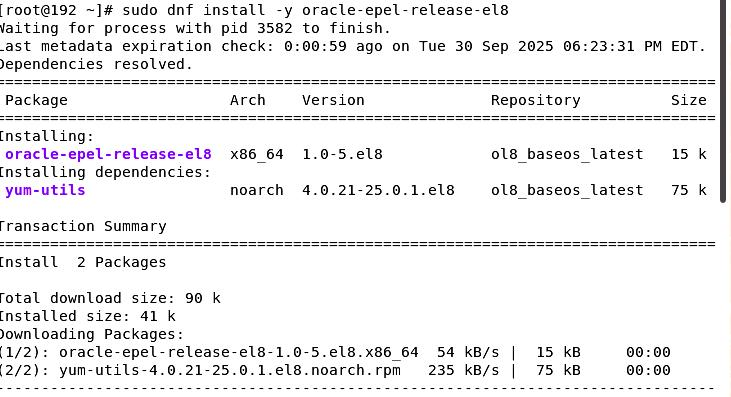 [root@192 ~]# sudo dnf install -y oracle-epel-release-el8
Waiting for process with pid 3582 to finish.
Last metadata expiration check: 0:00:59 ago on Tue 30 Sep 2025 06:23:31 PM EDT.
Dependencies resolved.
================================================================================
Package Arch Version Repository Size
================================================================================
Installing:
oracle-epel-release-el8 x86_64 1.0-5.el8 ol8_baseos_latest 15 k
Installing dependencies:
yum-utils noarch 4.0.21-25.0.1.el8 ol8_baseos_latest 75 k
Transaction Summary
================================================================================
Install 2 Packages
Total download size: 90 k
Installed size: 41 k
Downloading Packages:
(1/2): oracle-epel-release-el8-1.0-5.el8.x86_64 54 kB/s | 15 kB 00:00
(2/2): yum-utils-4.0.21-25.0.1.el8.noarch.rpm 235 kB/s | 75 kB 00:00
--------------------------------------------------------------------------------